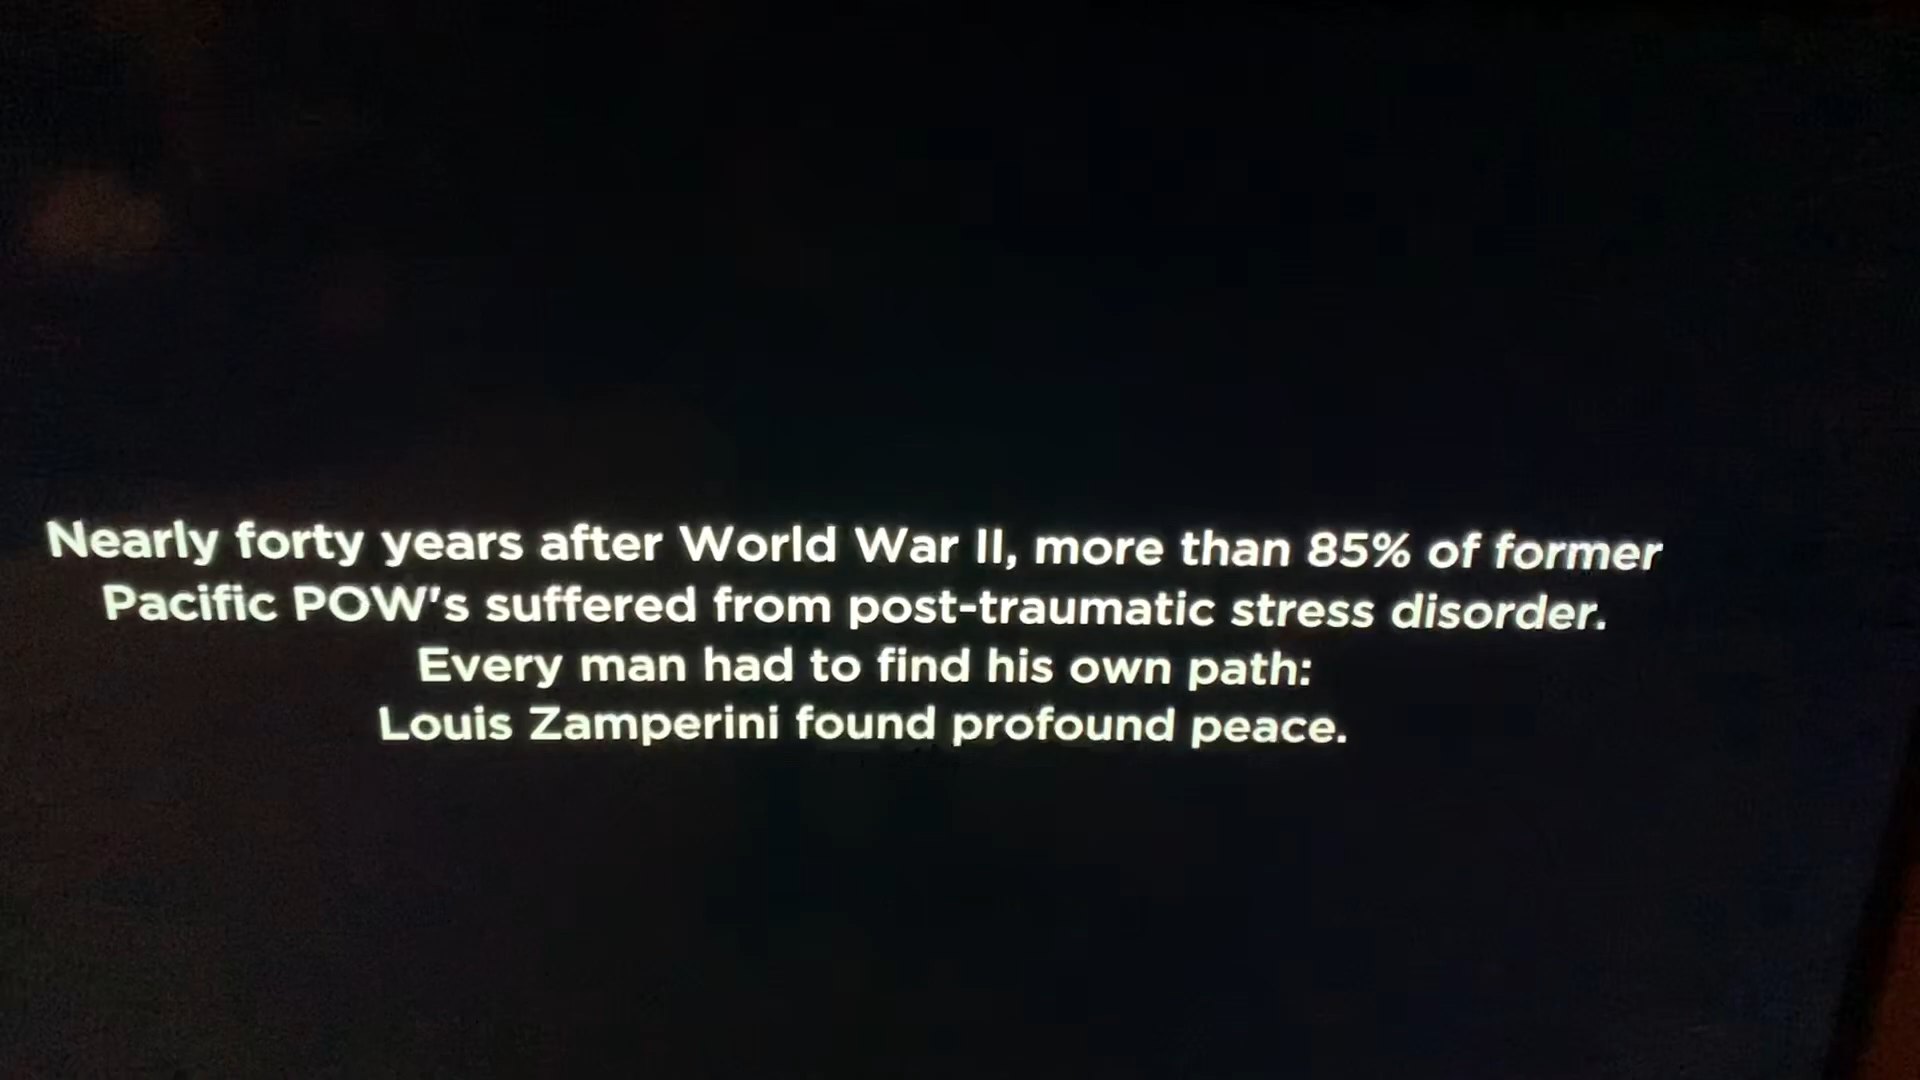 Nearly forty years after World War II, more than 85% of former
Pacific POW's suffered from post-traumatic stress disorder.
Every man had to find his own path:
Louis Zamperini found profound peace.